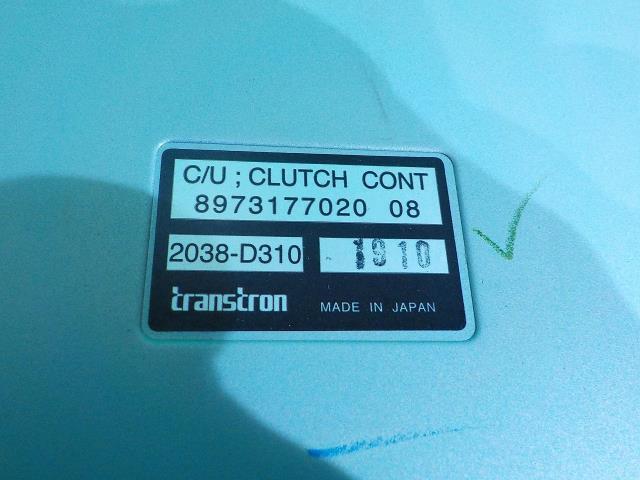 C/U ; CLUTCH CONT
8973177020 08
2038-D310 1910
transtron MADE IN JAPAN